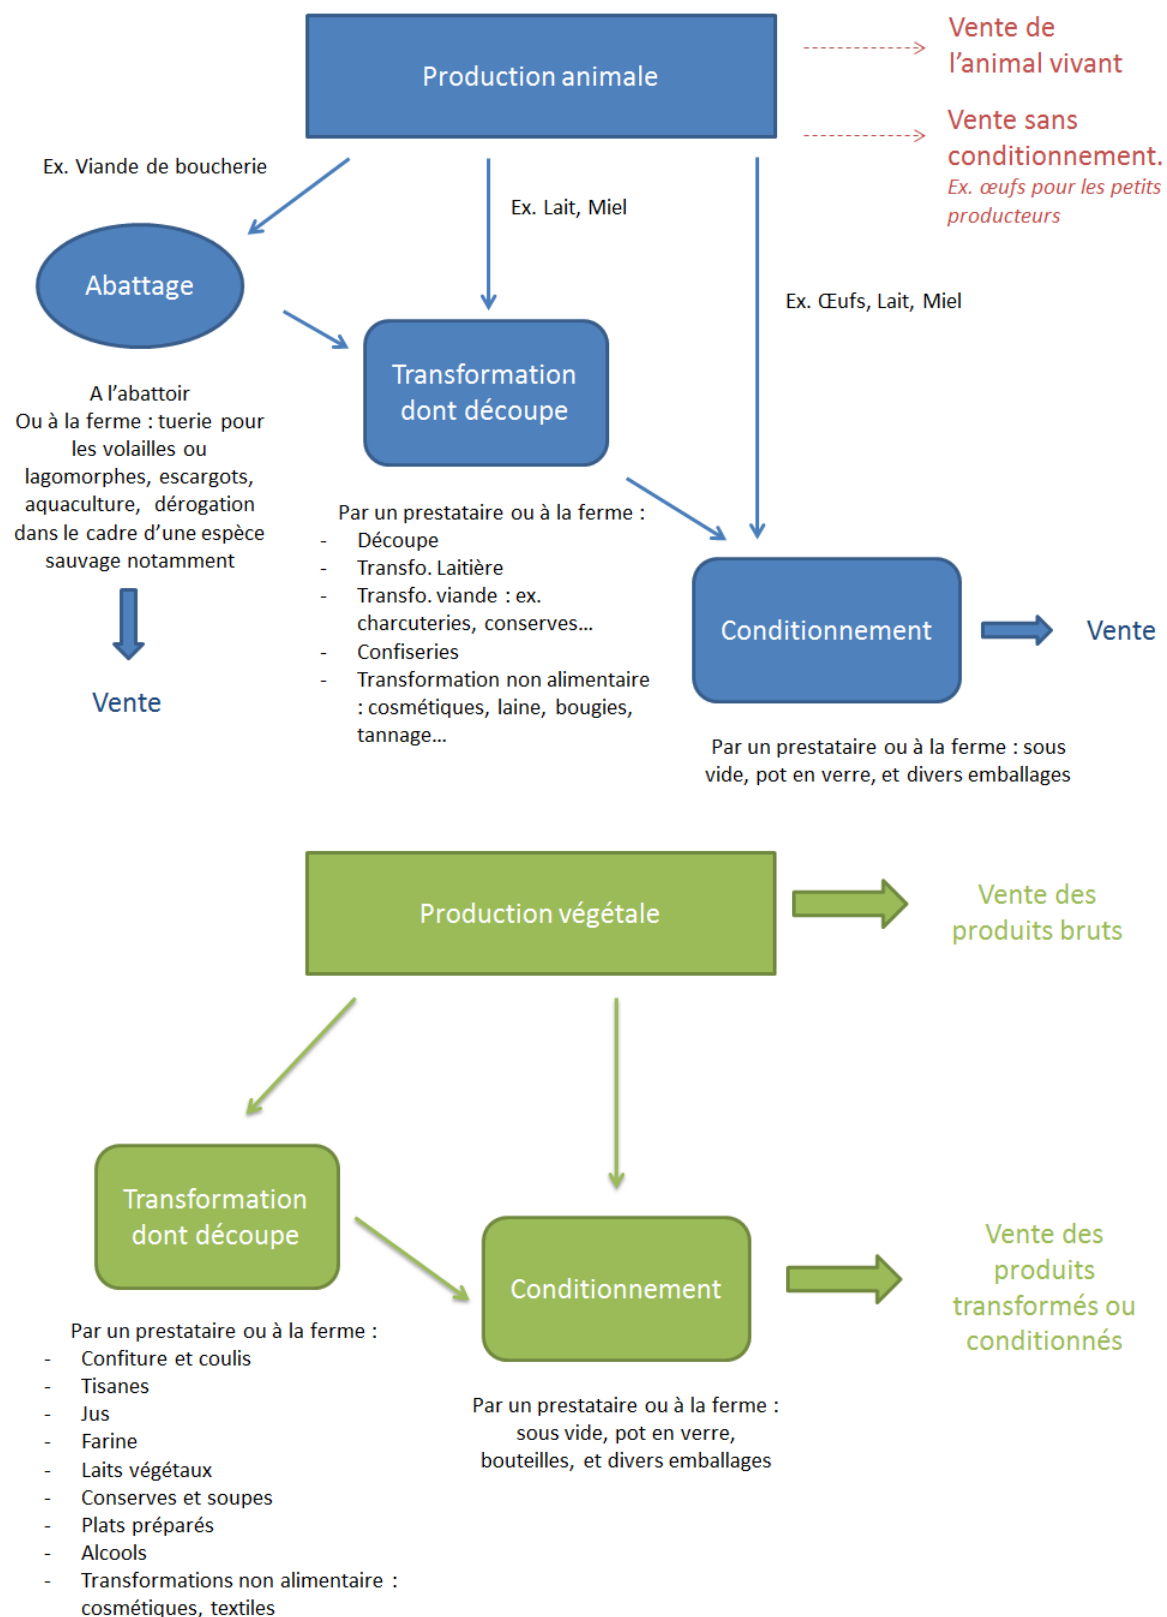 Production animale
Vente de
l'animal vivant
Vente sans
conditionnement.
Ex. œufs pour les petits
producteurs
Ex. Viande de boucherie
Ex. Lait, Miel
Ex. Œufs, Lait, Miel
Abattage
A l'abattoir
Ou à la ferme : tuerie pour
les volailles ou
lagomorphes, escargots,
aquaculture, dérogation
dans le cadre d'une espèce
sauvage notamment
Vente
Transformation
dont découpe
Par un prestataire ou à la ferme :
- Découpe
- Transfo. Laitière
- Transfo. viande : ex.
charcuteries, conserves...
- Confiseries
- Transformation non alimentaire
: cosmétiques, laine, bougies,
tannage...
Conditionnement
Vente
Par un prestataire ou à la ferme : sous
vide, pot en verre, et divers emballages
Production végétale
Vente des
produits bruts
Transformation
dont découpe
Par un prestataire ou à la ferme :
- Confiture et coulis
- Tisanes
- Jus
- Farine
- Laits végétaux
- Conserves et soupes
- Plats préparés
- Alcools
- Transformations non alimentaire :
cosmétiques, textiles
Conditionnement
Par un prestataire ou à la ferme :
sous vide, pot en verre,
bouteilles, et divers emballages
Vente des
produits
transformés ou
conditionnés